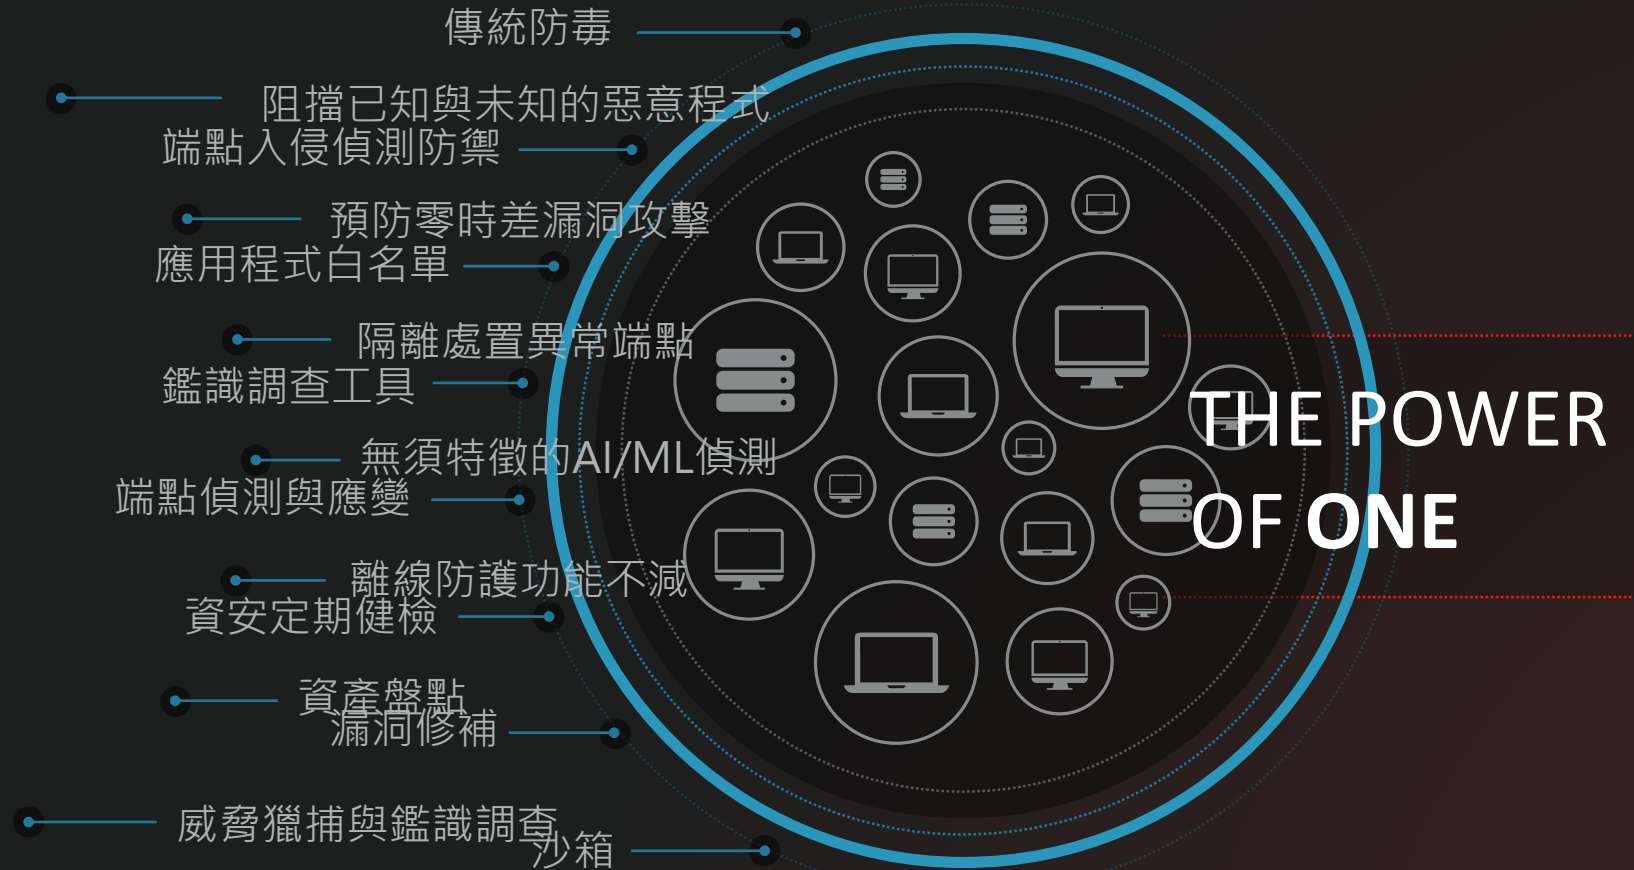 傳統防毒
阻擋已知與未知的惡意程式
端點入侵偵測防禦
預防零時差漏洞攻擊
應用程式白名單
隔離處置異常端點
鑑識調查工具
無須特徵的AI/ML偵測
端點偵測與應變
離線防護功能不減
資安定期健檢
資產盤點
漏洞修補
威脅獵捕與鑑識調查
沙箱
THE POWER
OF ONE